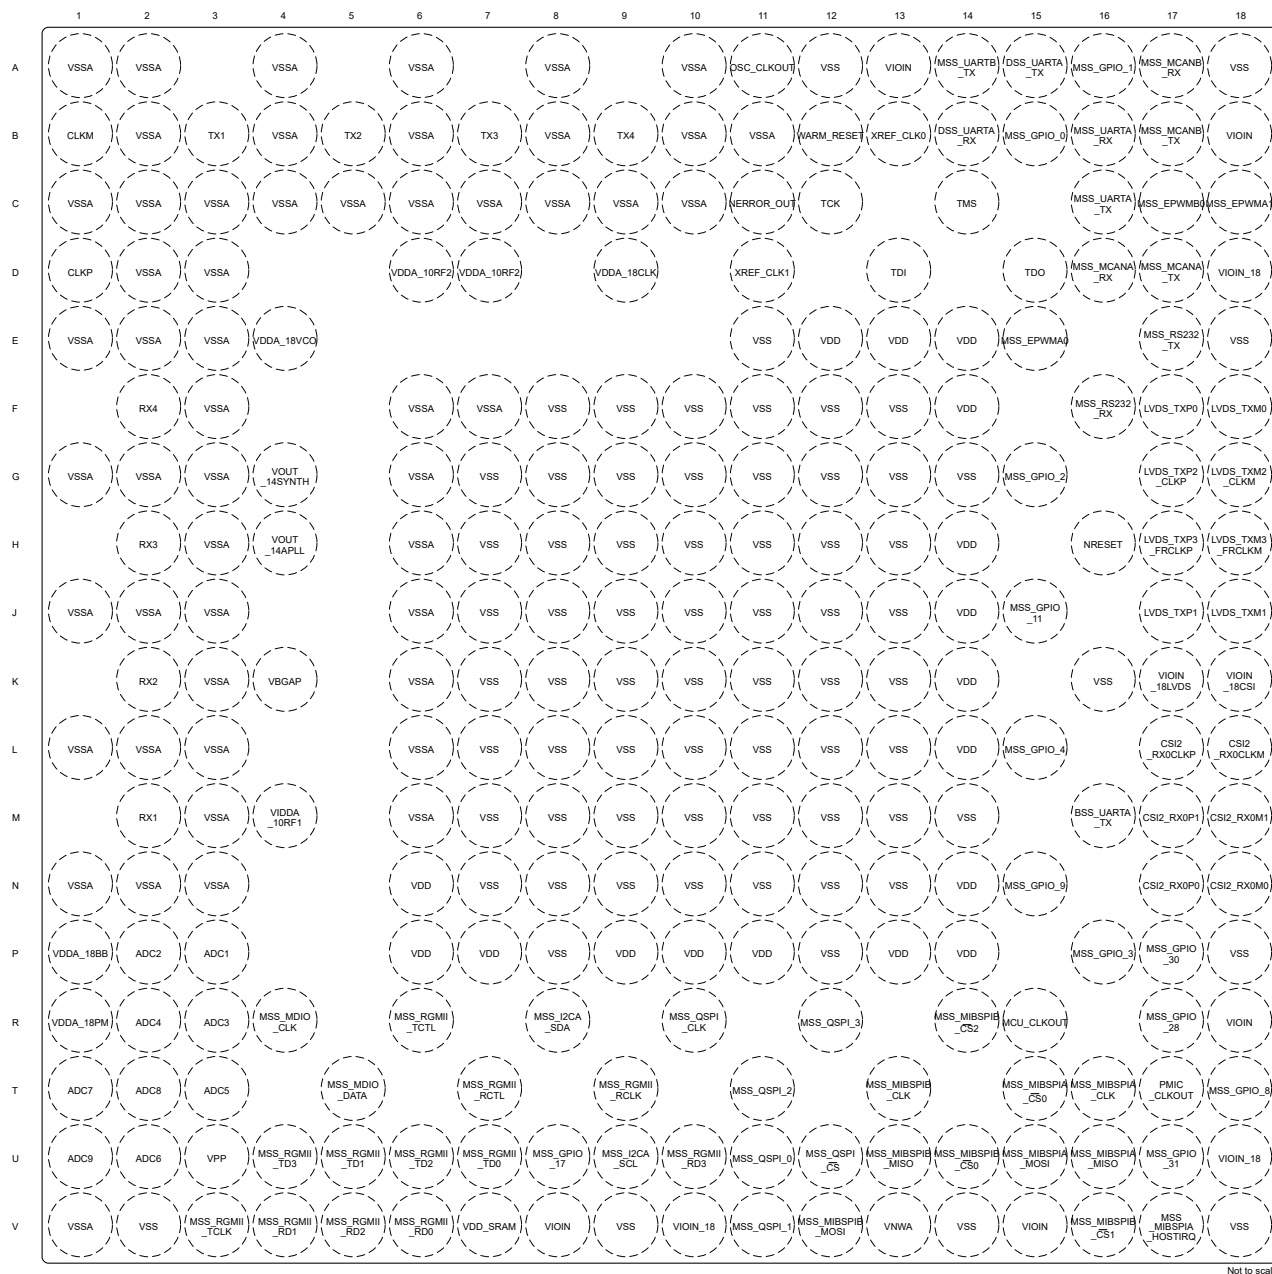 1 2 3 4 5 6 7 8 9 10 11 12 13 14 15 16 17 18
A VSSA VSSA VSSA VSSA VSSA VSSA OSC_CLKOUT VSS VIOIN MSS_UARTB_TX DSS_UARTA_TX MSS_GPIO_1 MSS_MCANB_RX VSS
B CLKM VSSA TX1 VSSA TX2 VSSA TX3 VSSA TX4 VSSA VSSA WARM_RESET XREF_CLK0 DSS_UARTA_RX MSS_GPIO_0 MSS_UARTA_RX MSS_MCANB_TX VIOIN
C VSSA VSSA VSSA VSSA VSSA VSSA VSSA VSSA VSSA VSSA NERROR_OUT TCK TMS MSS_UARTA_TX MSS_EPWMB0 MSS_EPWMA1
D CLKP VSSA VSSA VDDA_10RF2 VDDA_10RF2 VDDA_18CLK XREF_CLK1 TDI TDO MSS_MCANA_RX MSS_MCANA_TX VIOIN_18
E VSSA VSSA VSSA VDDA_18VCO VSS VDD VDD VDD MSS_EPWMA0 MSS_RS232_TX VSS
F RX4 VSSA VSSA VSSA VSS VSS VSS VSS VSS VSS VDD MSS_RS232_RX LVDS_TXP0 LVDS_TXM0
G VSSA VSSA VSSA VOUT_14SYNTH VSSA VSS VSS VSS VSS VSS VSS VSS VSS MSS_GPIO_2 LVDS_TXP2_CLKP LVDS_TXM2_CLKM
H RX3 VSSA VOUT_14APLL VSSA VSS VSS VSS VSS VSS VSS VSS VDD NRESET LVDS_TXP3_FRCLKP LVDS_TXM3_FRCLKM
J VSSA VSSA VSSA VSSA VSS VSS VSS VSS VSS VSS VSS VDD MSS_GPIO_11 LVDS_TXP1 LVDS_TXM1
K RX2 VSSA VBGAP VSSA VSS VSS VSS VSS VSS VSS VSS VDD VSS VIOIN_18LVDS VIOIN_18CSI
L VSSA VSSA VSSA VSSA VSS VSS VSS VSS VSS VSS VSS VDD MSS_GPIO_4 CSI2_RX0CLKP CSI2_RX0CLKM
M RX1 VSSA VIDDA_10RF1 VSSA VSS VSS VSS VSS VSS VSS VSS VSS BSS_UARTA_TX CSI2_RX0P1 CSI2_RX0M1
N VSSA VSSA VSSA VDD VSS VSS VSS VSS VSS VSS VSS VDD MSS_GPIO_9 CSI2_RX0P0 CSI2_RX0M0
P VDDA_18BB ADC2 ADC1 VDD VDD VSS VDD VDD VDD VSS VDD VDD MSS_GPIO_3 MSS_GPIO_30 VSS
R VDDA_18PM ADC4 ADC3 MSS_MDIO_CLK MSS_RGMII_TCTL MSS_I2CA_SDA MSS_QSPI_CLK MSS_QSPI_3 MSS_MIBSPIB_CS2 MCU_CLKOUT MSS_GPIO_28 VIOIN
T ADC7 ADC8 ADC5 MSS_MDIO_DATA MSS_RGMII_RCTL MSS_RGMII_RCLK MSS_QSPI_2 MSS_MIBSPIB_CLK MSS_MIBSPIA_CS0 MSS_MIBSPIA_CLK PMIC_CLKOUT MSS_GPIO_8
U ADC9 ADC6 VPP MSS_RGMII_TD3 MSS_RGMII_TD1 MSS_RGMII_TD2 MSS_RGMII_TD0 MSS_GPIO_17 MSS_I2CA_SCL MSS_RGMII_RD3 MSS_QSPI_0 MSS_QSPI_CS MSS_MIBSPIB_MISO MSS_MIBSPIB_CS0 MSS_MIBSPIA_MOSI MSS_MIBSPIA_MISO MSS_GPIO_31 VIOIN_18
V VSSA VSS MSS_RGMII_TCLK MSS_RGMII_RD1 MSS_RGMII_RD2 MSS_RGMII_RD0 VDD_SRAM VIOIN VSS VIOIN_18 MSS_QSPI_1 MSS_MIBSPIB_MOSI VNWA VSS VIOIN MSS_MIBSPIB_CS1 MSS_MIBSPIA_HOSTIRQ VSS
Not to scal